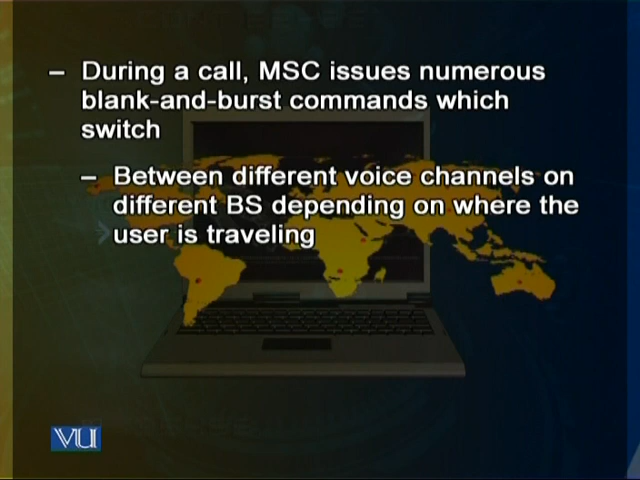 – During a call, MSC issues numerous
blank-and-burst commands which
switch
– Between different voice channels on
different BS depending on where the
user is traveling
VU